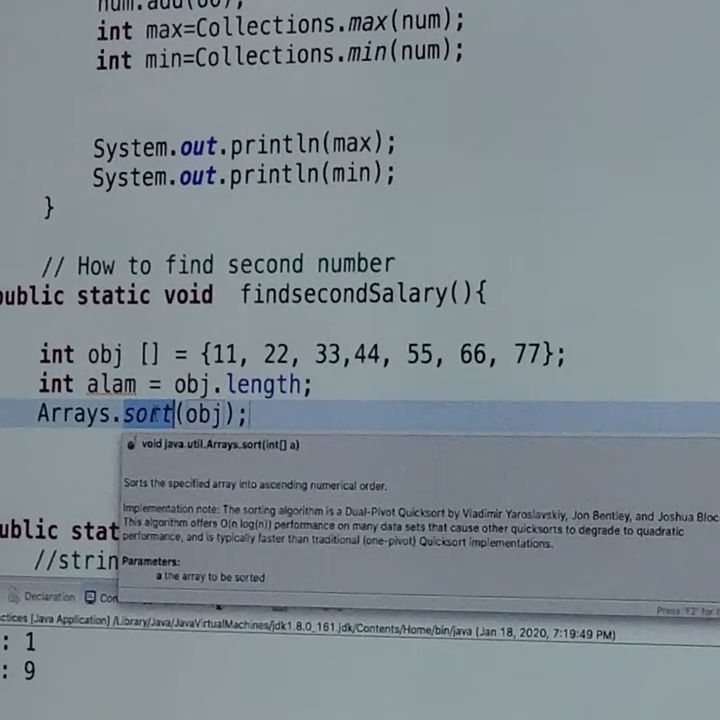 int max=Collections.max(num);
int min=Collections.min(num);
System.out.println(max);
System.out.println(min);
}
// How to find second number
public static void findsecondSalary(){
int obj [] = {11, 22, 33,44, 55, 66, 77};
int alam = obj.length;
Arrays.sort(obj);
void java.util.Arrays.sort(int[] a)
Sorts the specified array into ascending numerical order.
Implementation note: The sorting algorithm is a Dual-Pivot Quicksort by Vladimir Yaroslavskiy, Jon Bentley, and Joshua Bloc
This algorithm offers O(n log(n)) performance on many data sets that cause other quicksorts to degrade to quadratic
performance, and is typically faster than traditional (one-pivot) Quicksort implementations.
ublic stat
//strin
Parameters:
a the array to be sorted
Declaration Con
Press 'F2' for f
ctices [Java Application] /Library/Java/JavaVirtualMachines/jdk1.8.0_161.jdk/Contents/Home/bin/java (Jan 18, 2020, 7:19:49 PM)
: 1
: 9